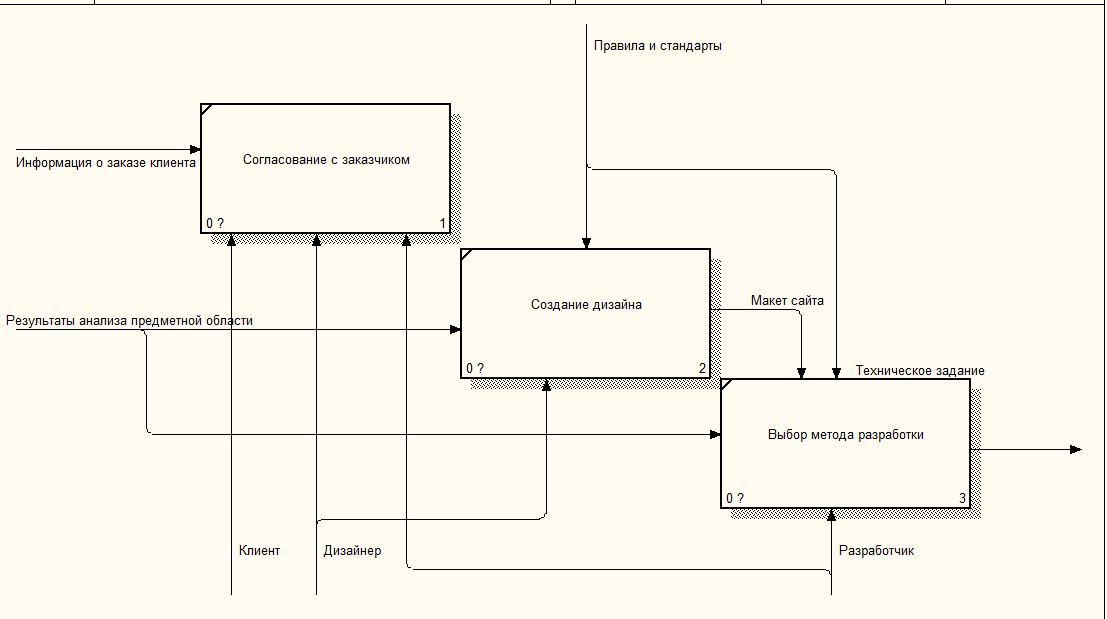 Правила и стандарты
Информация о заказе клиента
Согласование с заказчиком
0 ?
1
Результаты анализа предметной области
Создание дизайна
0 ?
2
Макет сайта
Техническое задание
Выбор метода разработки
0 ?
3
Клиент
Дизайнер
Разработчик